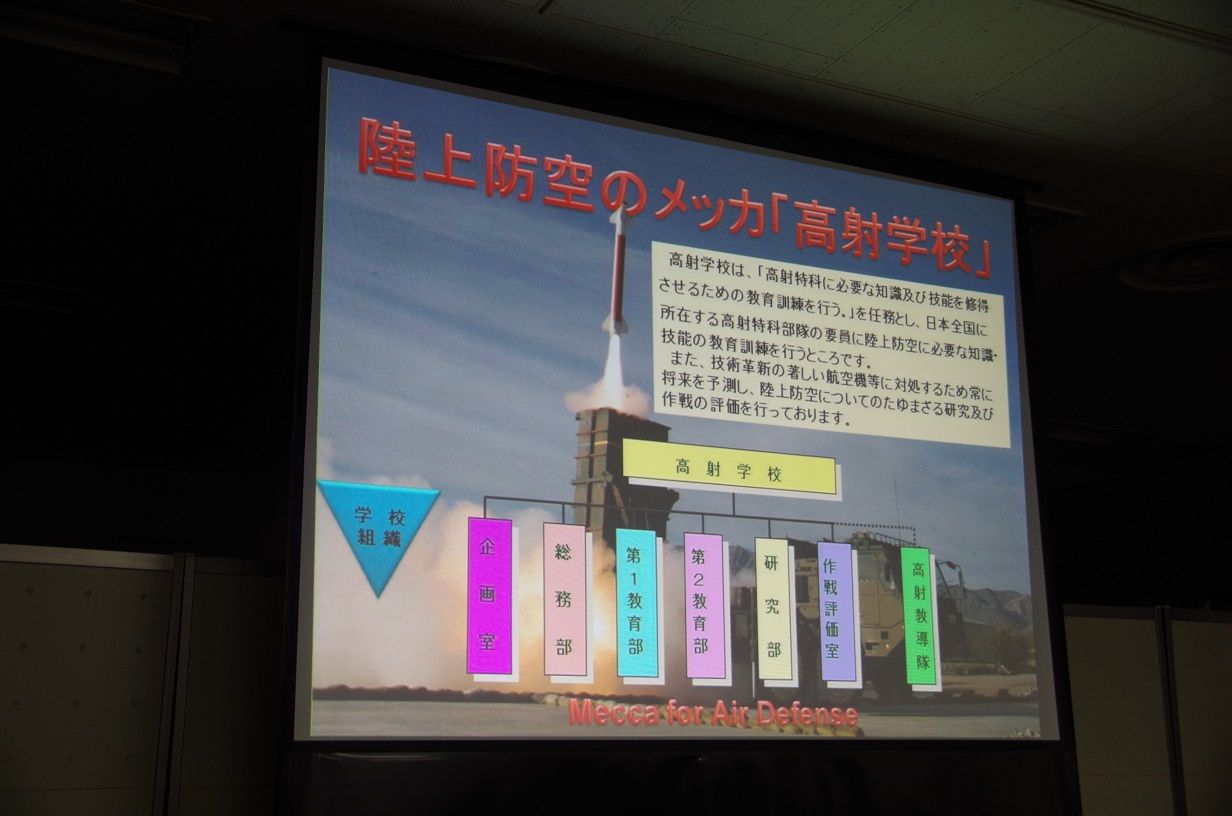 陸上防空のメッカ「高射学校」
高射学校は、「高射特科に必要な知識及び技能を修得
させるための教育訓練を行う。」を任務とし、日本全国に
所在する高射特科部隊の要員に陸上防空に必要な知識・
技能の教育訓練を行うところです。
また、技術革新の著しい航空機等に対処するため常に
将来を予測し、陸上防空についてのたゆまざる研究及び
作戦の評価を行っております。
高射学校
学校
組織
企画室
総務部
第1教育部
第2教育部
研究部
作戦評価室
高射教導隊
Mecca for Air Defense